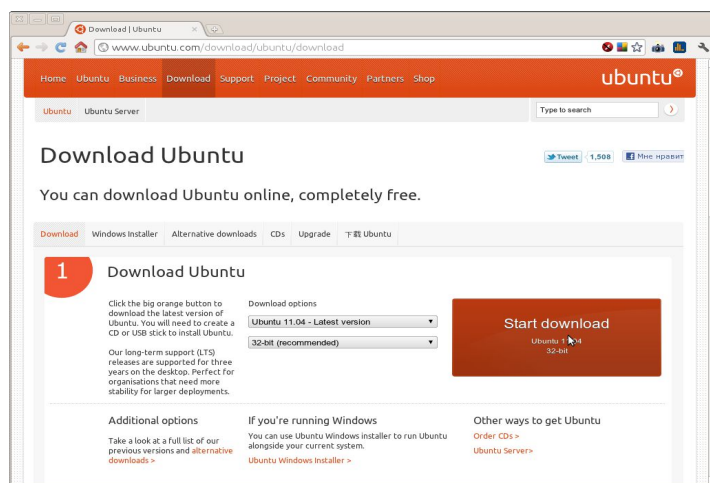 Download | Ubuntu
www.ubuntu.com/download/ubuntu/download
Home Ubuntu Business Download Support Project Community Partners Shop
ubuntu
Ubuntu Ubuntu Server
Type to search
Download Ubuntu
Tweet 1,508 Мне нравит
You can download Ubuntu online, completely free.
Download Windows Installer Alternative downloads CDs Upgrade 下载 Ubuntu
1
Download Ubuntu
Click the big orange button to
download the latest version of
Ubuntu. You will need to create a
CD or USB stick to install Ubuntu.
Our long-term support (LTS)
releases are supported for three
years on the desktop. Perfect for
organisations that need more
stability for larger deployments.
Download options
Ubuntu 11.04 - Latest version
32-bit (recommended)
Start download
Ubuntu 11.04
32-bit
Additional options
Take a look at a full list of our
previous versions and alternative
downloads >
If you're running Windows
You can use Ubuntu Windows installer to run Ubuntu
alongside your current system.
Ubuntu Windows Installer >
Other ways to get Ubuntu
Order CDs >
Ubuntu Server>